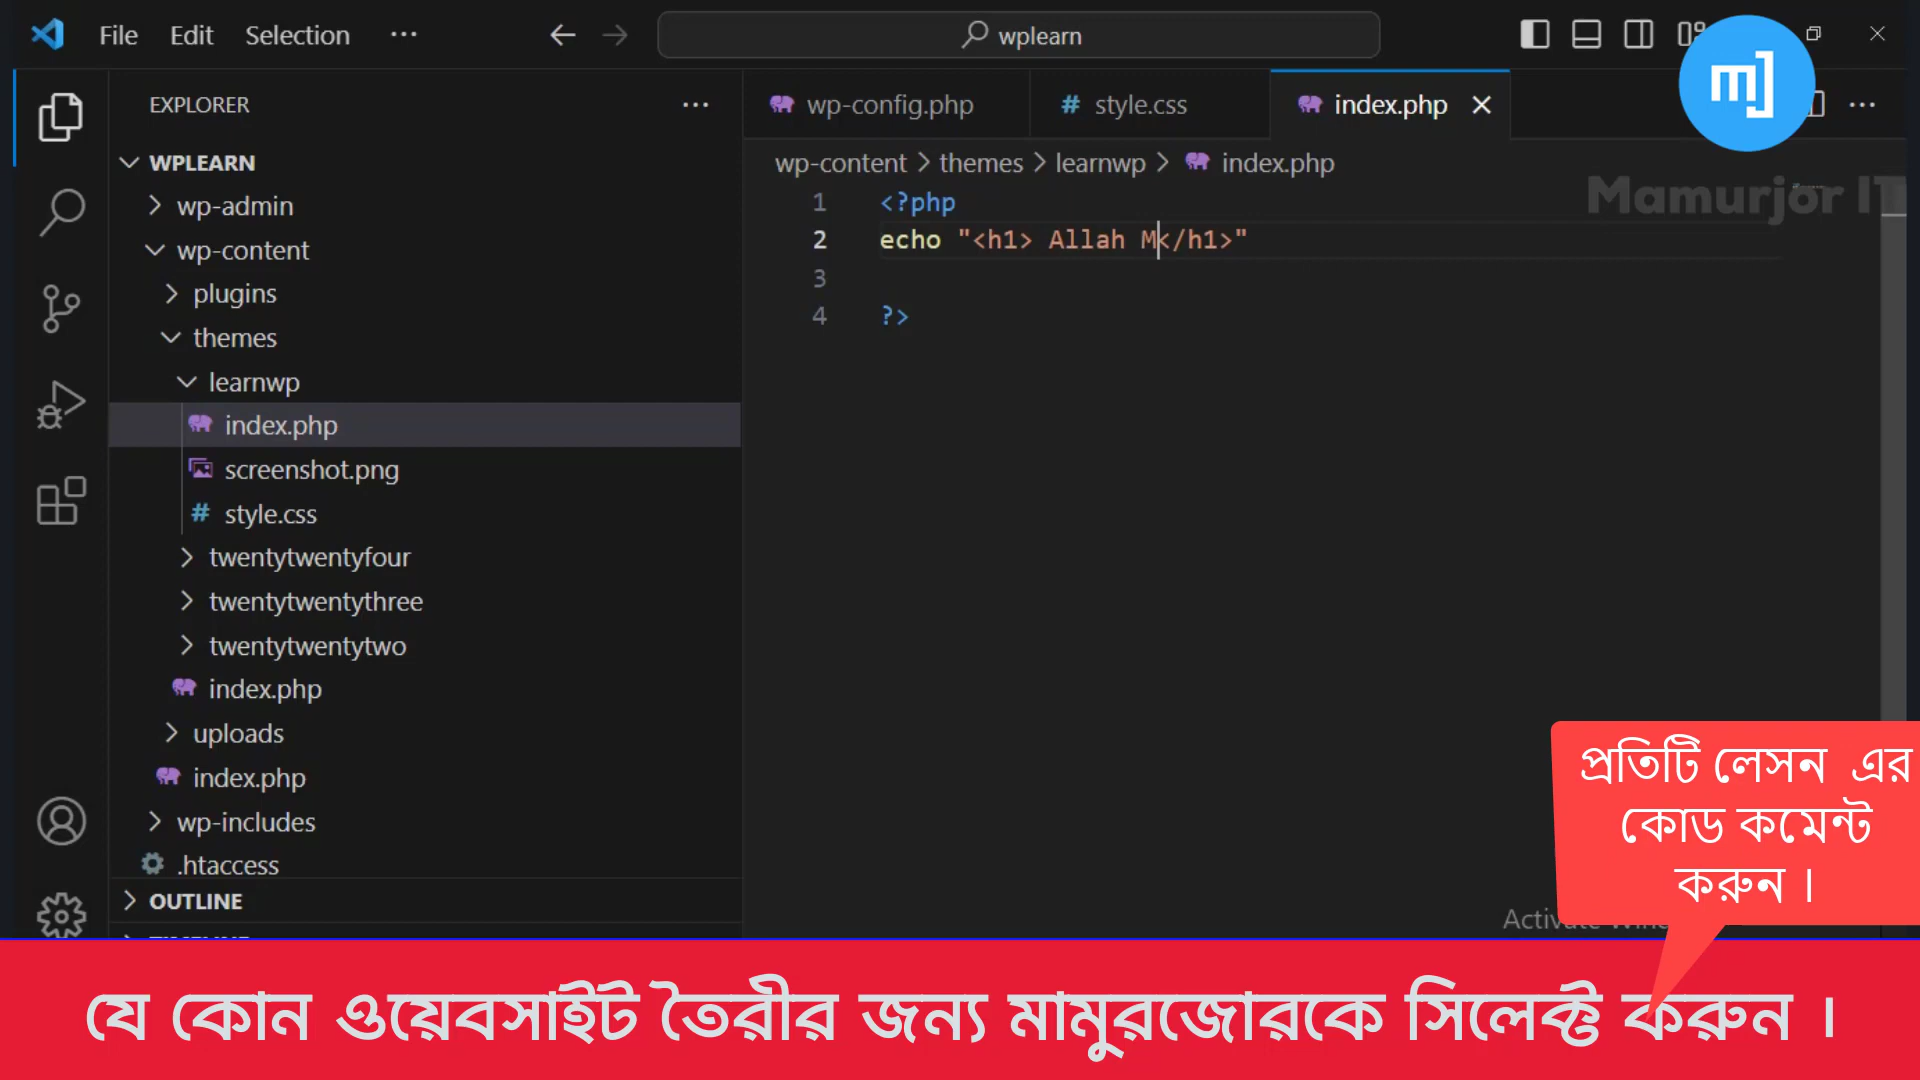 File Edit Selection ···
wplearn
EXPLORER ···
WPLEARN
wp-admin
wp-content
plugins
themes
learnwp
index.php
screenshot.png
style.css
twentytwentyfour
twentytwentythree
twentytwentytwo
index.php
uploads
index.php
wp-includes
.htaccess
OUTLINE
wp-config.php
# style.css
index.php
wp-content > themes > learnwp > index.php
1 <?php
2 echo "<h1> Allah M</h1>"
3
4 ?>
mj
Mamurjor IT
প্রতিটি লেসন এর
কোড কমেন্ট
করুন ।
Activate
যে কোন ওয়েবসাইট তৈরীর জন্য মামুরজোরকে সিলেক্ট করুন ।